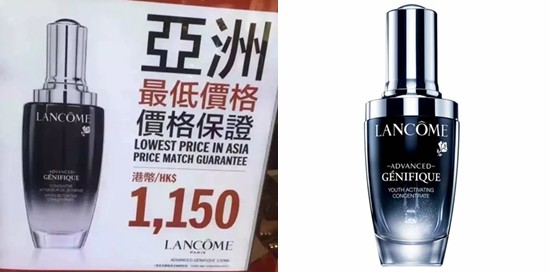 亞洲
最低價格
價格保證
LOWEST PRICE IN ASIA
PRICE MATCH GUARANTEE
港幣/HK$
1,150
LANCÔME
PARIS
LANCÔME
ADVANCED
GÉNIFIQUE
LANCÔME
-ADVANCED-
GÉNIFIQUE
YOUTH ACTIVATING
CONCENTRATE